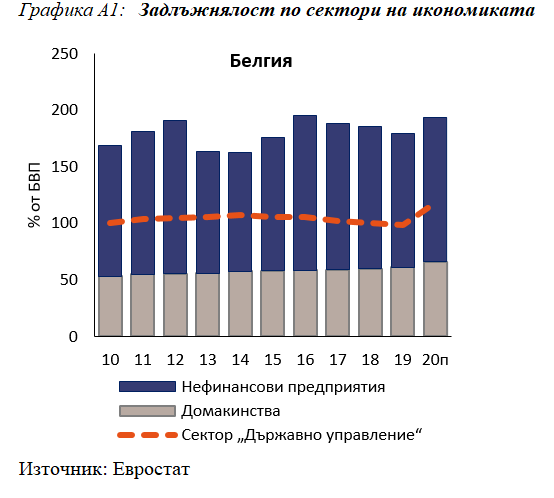 Графика А1: Задлъжнялост по сектори на икономиката
Белгия
% от БВП
250
200
150
100
50
0
10 11 12 13 14 15 16 17 18 19 20п
Нефинансови предприятия
Домакинства
Сектор „Държавно управление“
Източник: Евростат